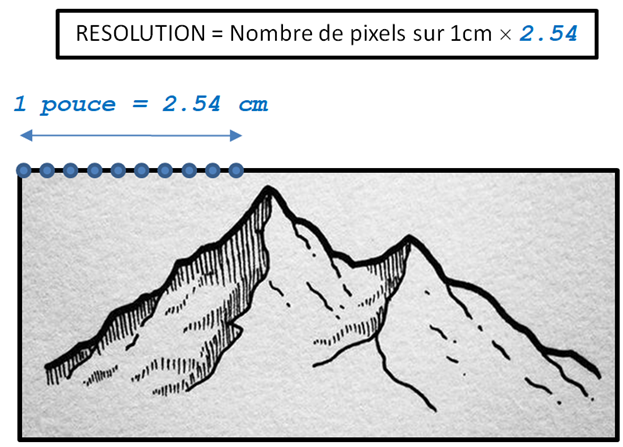 RESOLUTION = Nombre de pixels sur 1cm × 2.54
1 pouce = 2.54 cm